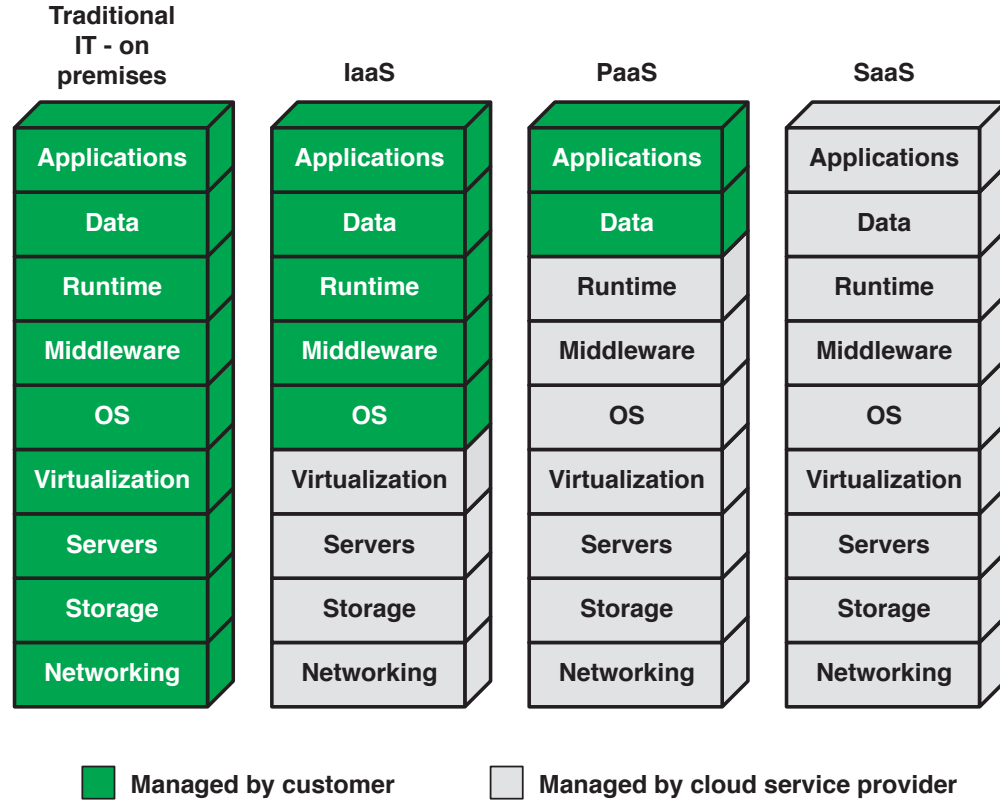 Traditional
IT - on
premises
IaaS
PaaS
SaaS
Applications
Data
Runtime
Middleware
OS
Virtualization
Servers
Storage
Networking
Applications
Data
Runtime
Middleware
OS
Virtualization
Servers
Storage
Networking
Applications
Data
Runtime
Middleware
OS
Virtualization
Servers
Storage
Networking
Applications
Data
Runtime
Middleware
OS
Virtualization
Servers
Storage
Networking
Managed by customer
Managed by cloud service provider